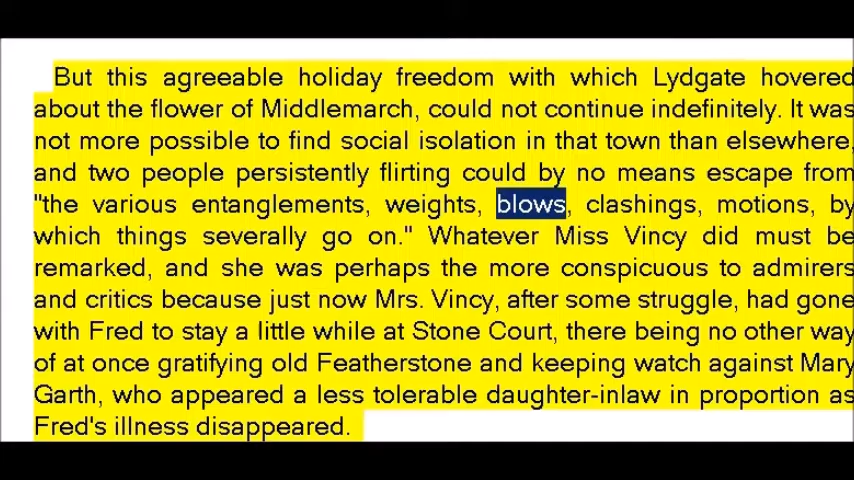 But this agreeable holiday freedom with which Lydgate hovered
about the flower of Middlemarch, could not continue indefinitely. It was
not more possible to find social isolation in that town than elsewhere,
and two people persistently flirting could by no means escape from
"the various entanglements, weights, blows, clashings, motions, by
which things severally go on." Whatever Miss Vincy did must be
remarked, and she was perhaps the more conspicuous to admirers
and critics because just now Mrs. Vincy, after some struggle, had gone
with Fred to stay a little while at Stone Court, there being no other way
of at once gratifying old Featherstone and keeping watch against Mary
Garth, who appeared a less tolerable daughter-inlaw in proportion as
Fred's illness disappeared.